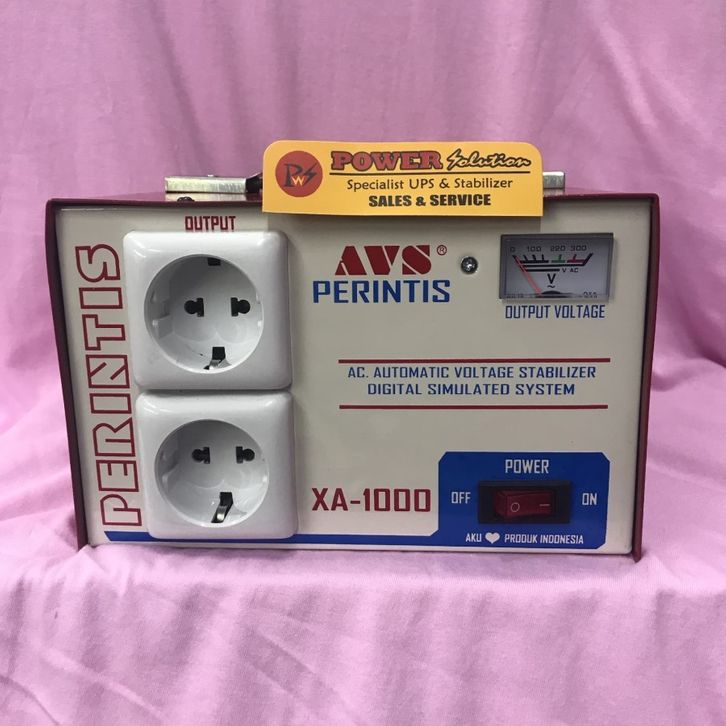 PWS
POWER Solution
Specialist UPS & Stabilizer
SALES & SERVICE
OUTPUT
PERINTIS
AVS®
PERINTIS
0 100 220 300
V AC
V
OUTPUT VOLTAGE
AC. AUTOMATIC VOLTAGE STABILIZER
DIGITAL SIMULATED SYSTEM
XA-1000
POWER
OFF
ON
AKU ❤ PRODUK INDONESIA